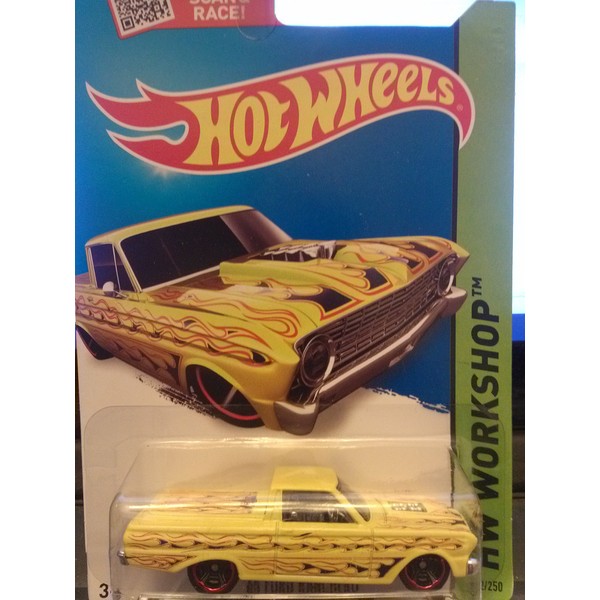 SCAN &
RACE!
HOT WHEELS
HW WORKSHOP™
/250
3+